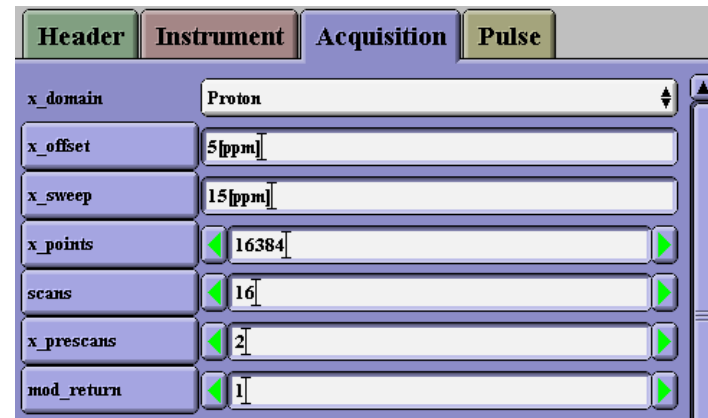 Header Instrument Acquisition Pulse
x_domain Proton
x_offset 5[ppm]
x_sweep 15[ppm]
x_points 16384
scans 16
x_prescans 2
mod_return 1